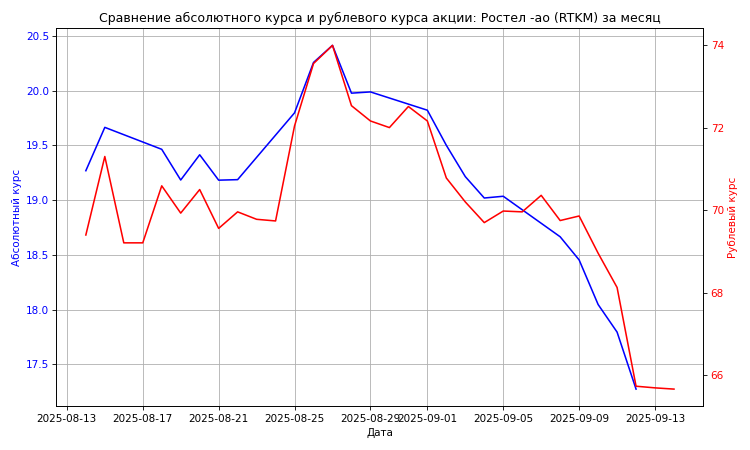 Сравнение абсолютного курса и рублевого курса акции: Ростел -ао (RTKM) за месяц
20.5
20.0
19.5
19.0
18.5
18.0
17.5
Абсолютный курс
74
72
70
68
66
Рублевый курс
2025-08-13 2025-08-17 2025-08-21 2025-08-25 2025-08-29 2025-09-01 2025-09-05 2025-09-09 2025-09-13
Дата